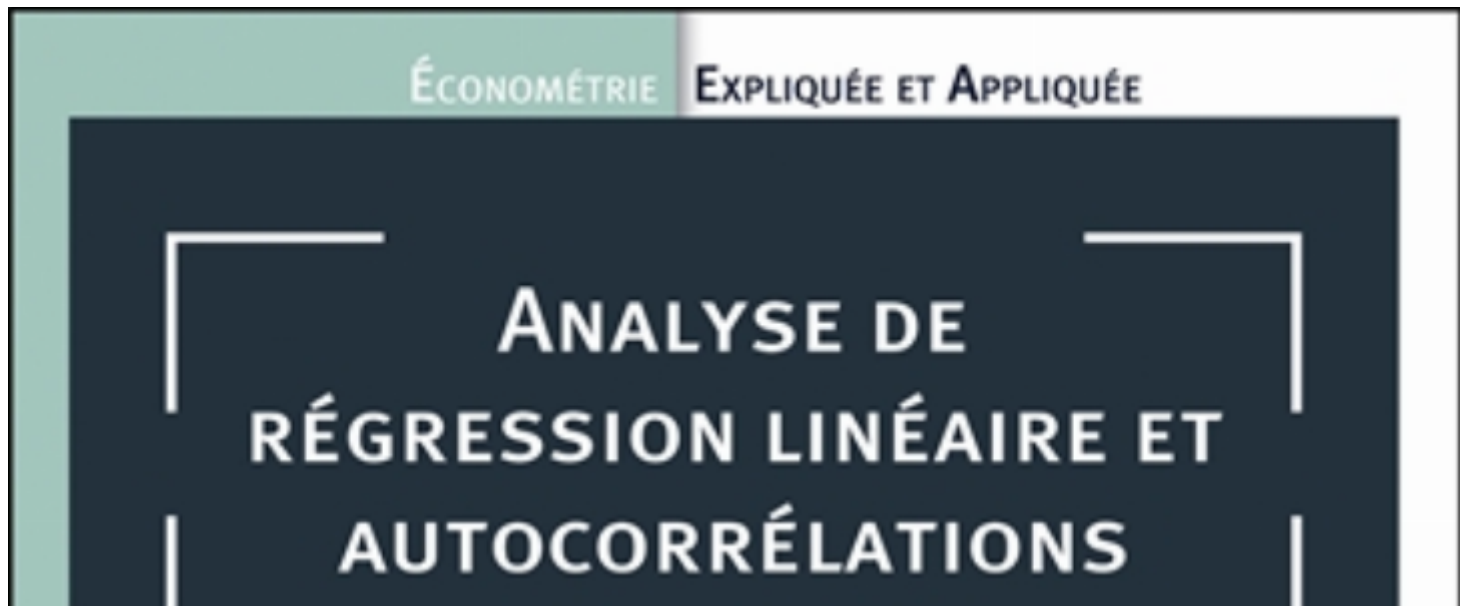 Économétrie Expliquée et Appliquée
Analyse de
régression linéaire et
autocorrélations